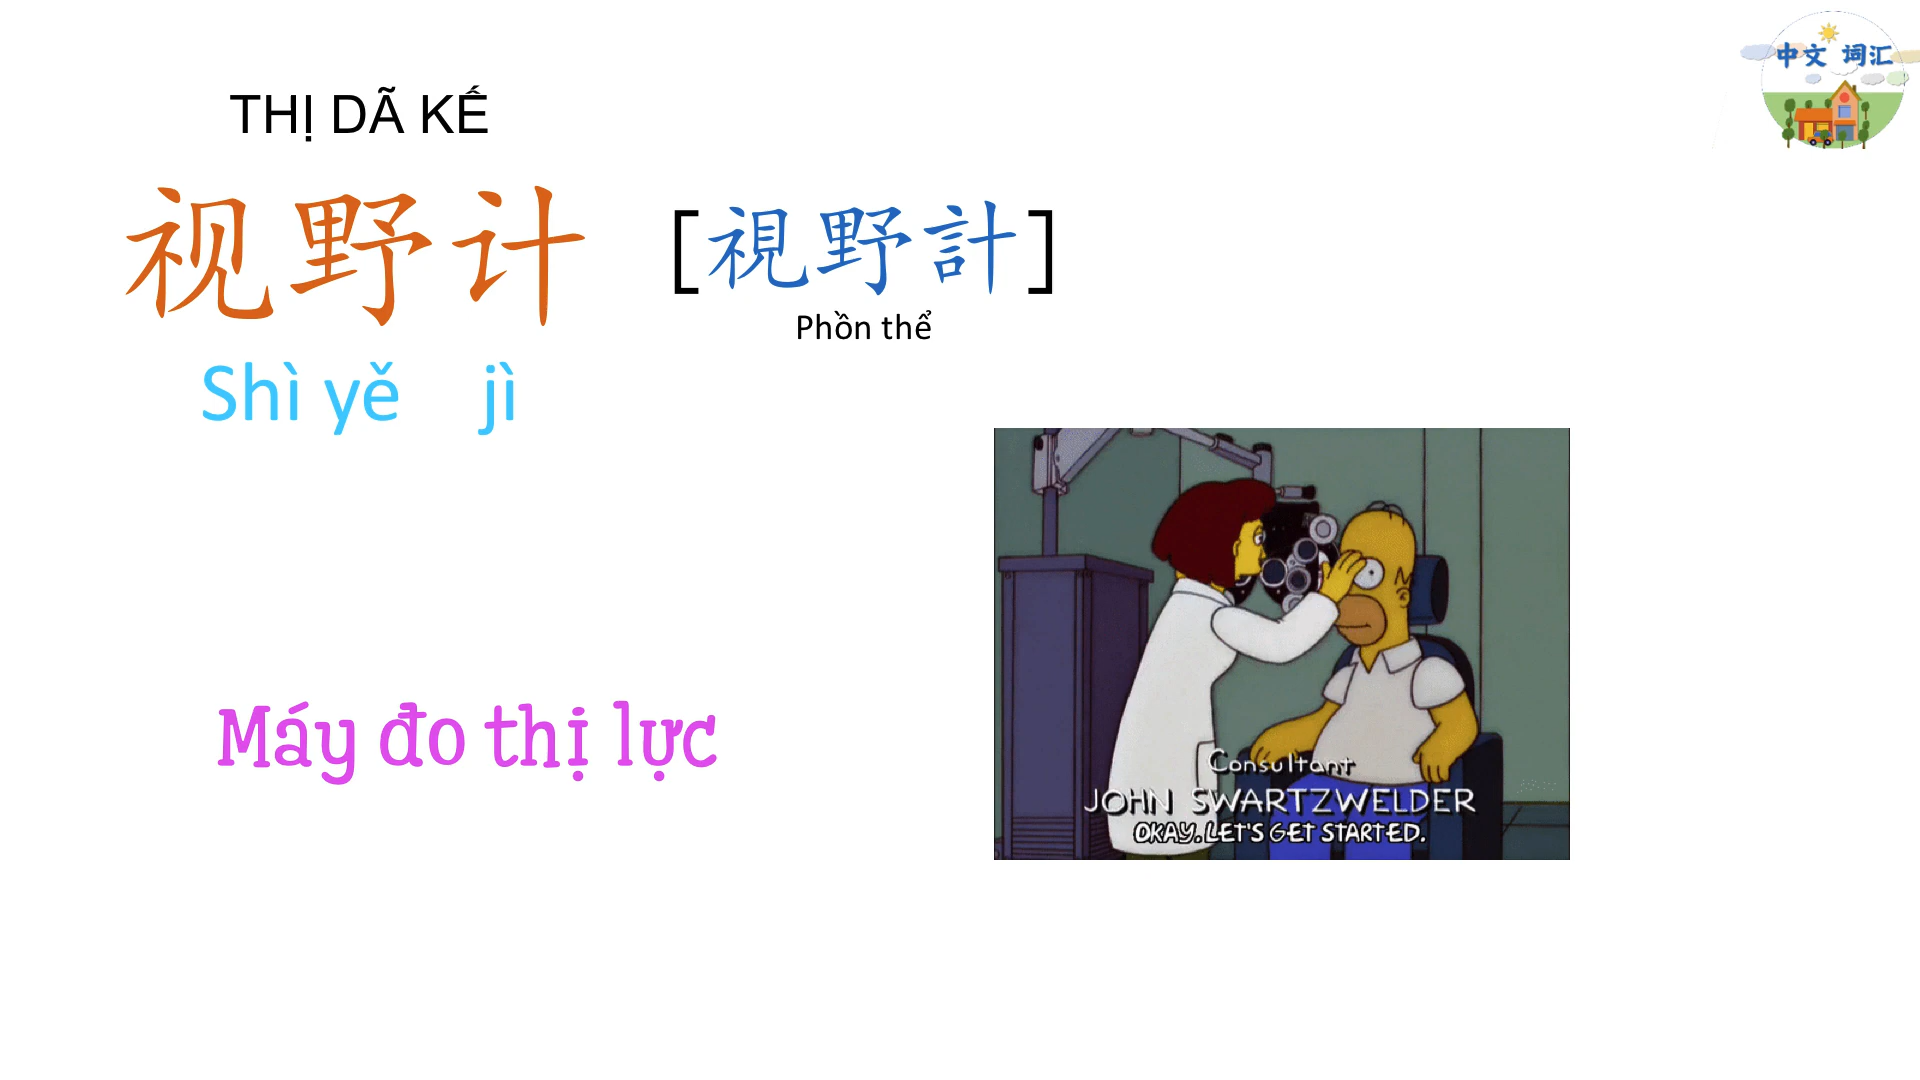 中文 词汇
THỊ DÃ KẾ
视野计 [視野計]
Phồn thể
Shì yě jì
Máy đo thị lực
Consultant
JOHN SWARTZWELDER
OKAY. LET'S GET STARTED.